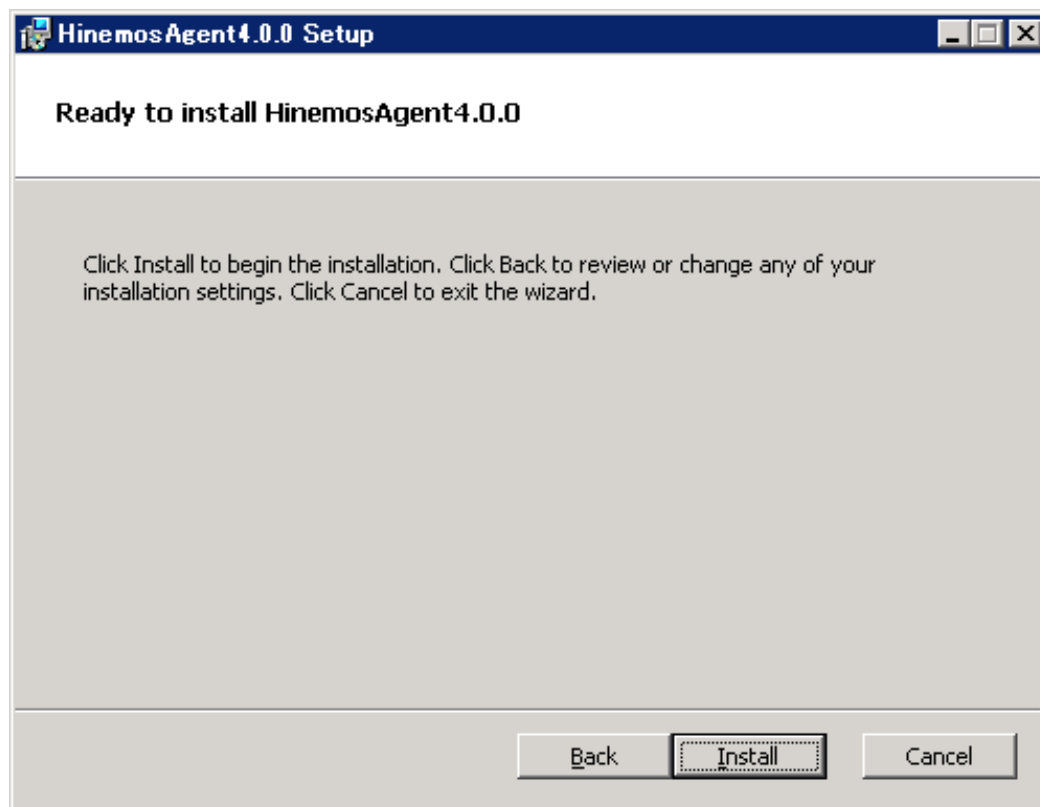 HinemosAgent4.0.0 Setup
Ready to install HinemosAgent4.0.0
Click Install to begin the installation. Click Back to review or change any of your
installation settings. Click Cancel to exit the wizard.
Back
Install
Cancel